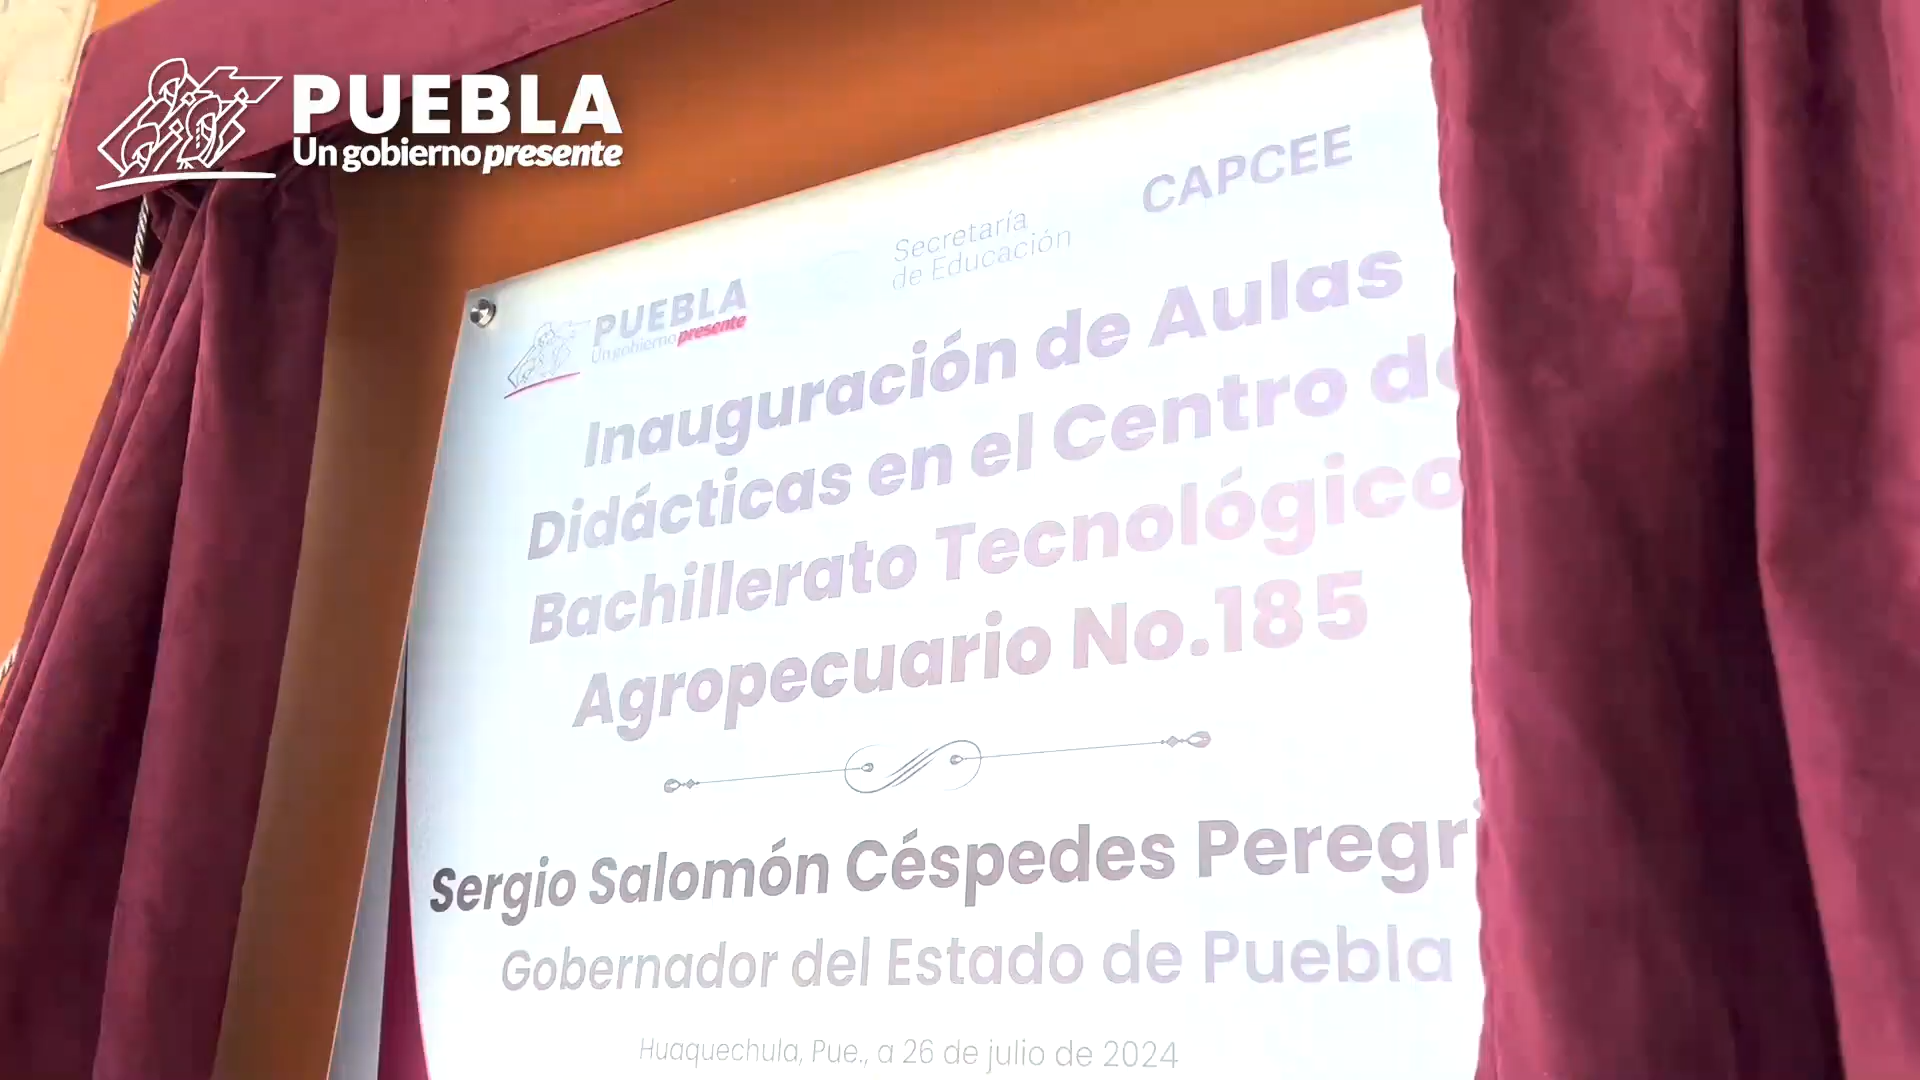 PUEBLA
Un gobierno presente
CAPCEE
Secretaría
de Educación
PUEBLA
Un gobierno presente
Inauguración de Aulas
Didácticas en el Centro de
Bachillerato Tecnológico
Agropecuario No.185
Sergio Salomón Céspedes Peregri
Gobernador del Estado de Puebla
Huaquechula, Pue., a 26 de julio de 2024